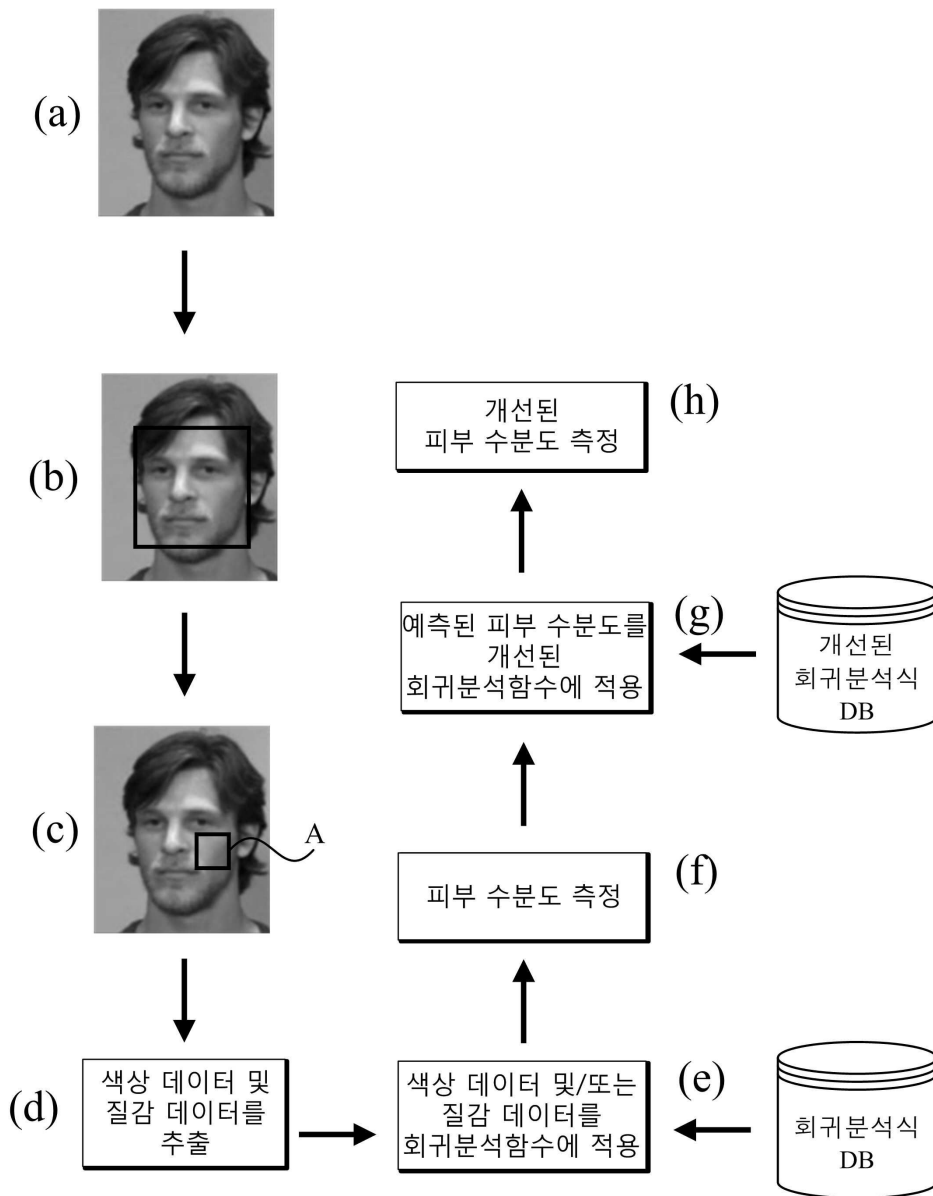 (a)
(b)
(c)
A
(d)
색상 데이터 및
질감 데이터를
추출
(e)
색상 데이터 및/또는
질감 데이터를
회귀분석함수에 적용
회귀분석식
DB
(f)
피부 수분도 측정
(g)
예측된 피부 수분도를
개선된
회귀분석함수에 적용
개선된
회귀분석식
DB
(h)
개선된
피부 수분도 측정